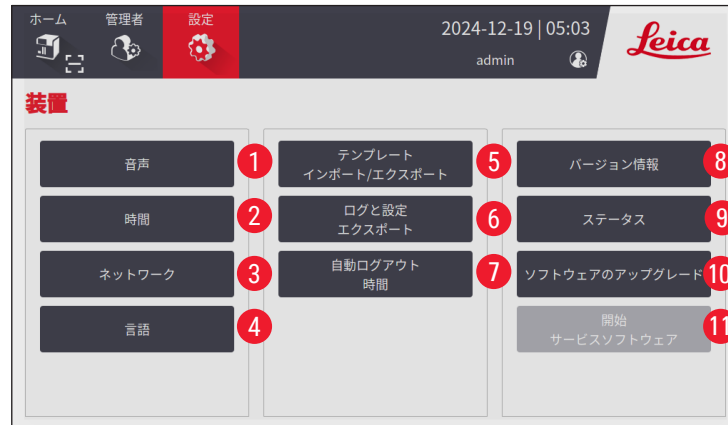 ホーム 管理者 設定
2024-12-19 | 05:03
admin
Leica
装置
音声 1
時間 2
ネットワーク 3
言語 4
テンプレート
インポート/エクスポート 5
ログと設定
エクスポート 6
自動ログアウト
時間 7
バージョン情報 8
ステータス 9
ソフトウェアのアップグレード 10
開始
サービスソフトウェア 11